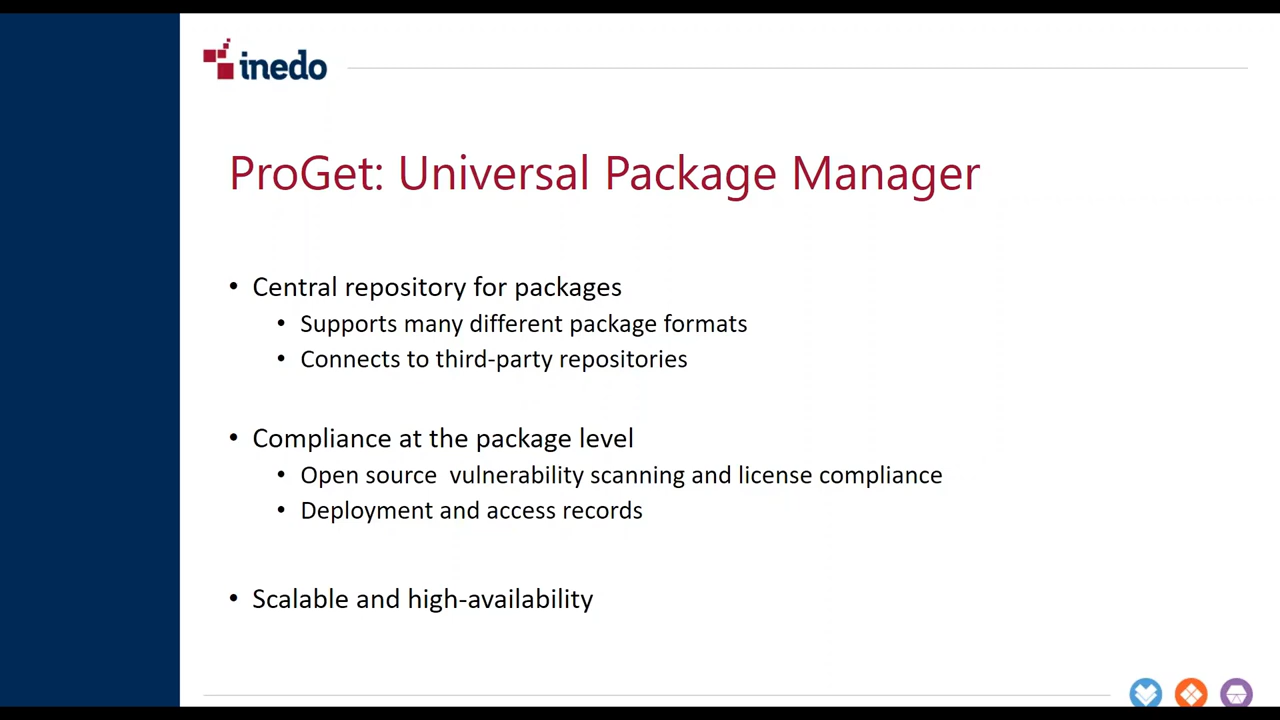 inedo
ProGet: Universal Package Manager
• Central repository for packages
• Supports many different package formats
• Connects to third-party repositories
• Compliance at the package level
• Open source  vulnerability scanning and license compliance
• Deployment and access records
• Scalable and high-availability